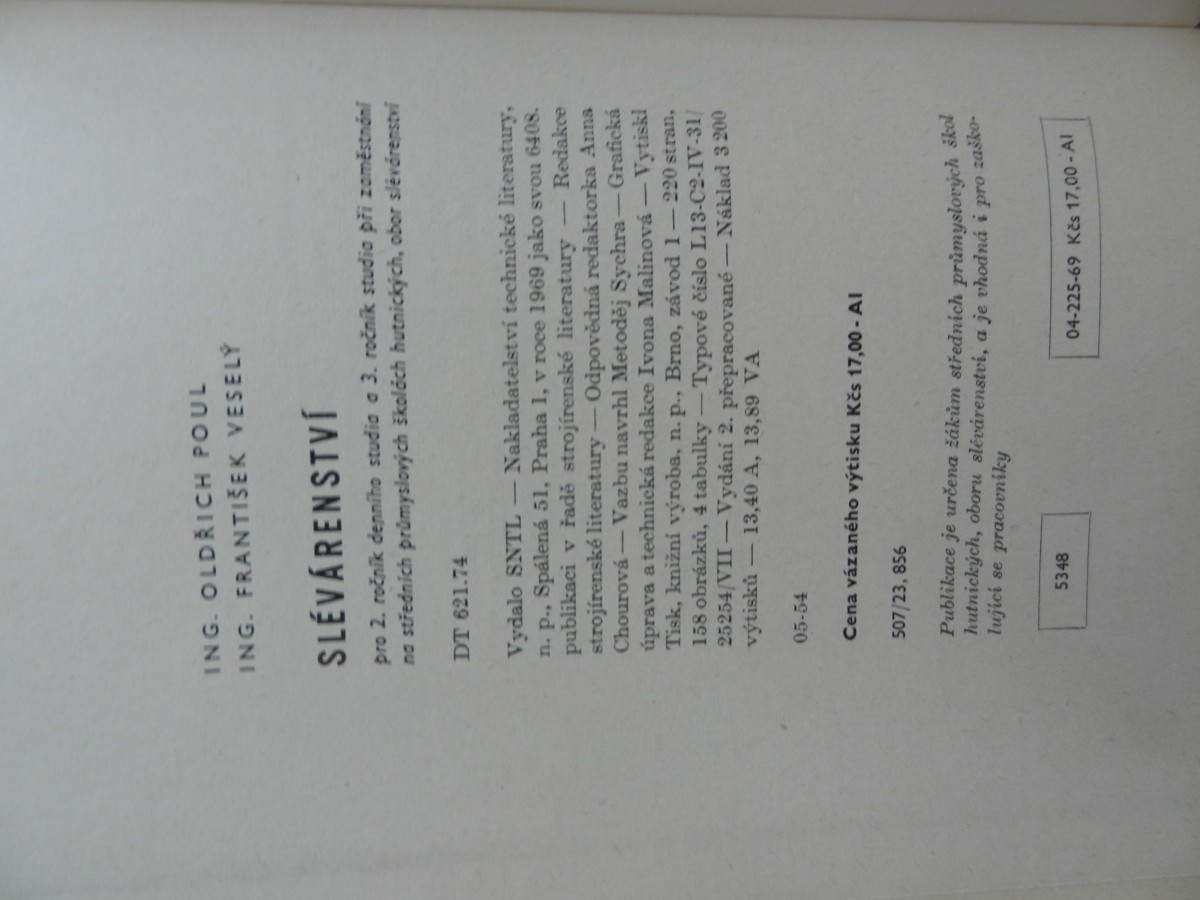 ING. OLDŘICH POUL
ING. FRANTIŠEK VESELÝ
SLÉVÁRENSTVÍ
pro 2. ročník denního studia a 3. ročník studia při zaměstnání
na středních průmyslových školách hutnických, obor slévárenství
DT 621.74
Vydalo SNTL — Nakladatelství technické literatury,
n. p., Spálená 51, Praha 1, v roce 1969 jako svou 6408.
publikaci v řadě strojírenské literatury — Redakce
strojírenské literatury — Odpovědná redaktorka Anna
Chourová — Vazbu navrhl Metoděj Sychra — Grafická
úprava a technická redakce Ivona Malinová — Vytiskl
Tisk, knižní výroba, n. p., Brno, závod 1 — 220 stran,
158 obrázků, 4 tabulky — Typové číslo L13-C2-IV-31/
25254/VII — Vydání 2. přepracované — Náklad 3 200
výtisků — 13,40 A, 13,89 VA
05-54
Cena vázaného výtisku Kčs 17,00 - AI
507/23, 856
Publikace je určena žákům středních průmyslových škol
hutnických, oboru slévárenství, a je vhodná i pro zaško-
lující se pracovníky
5348
04-225-69 Kčs 17,00 - AI